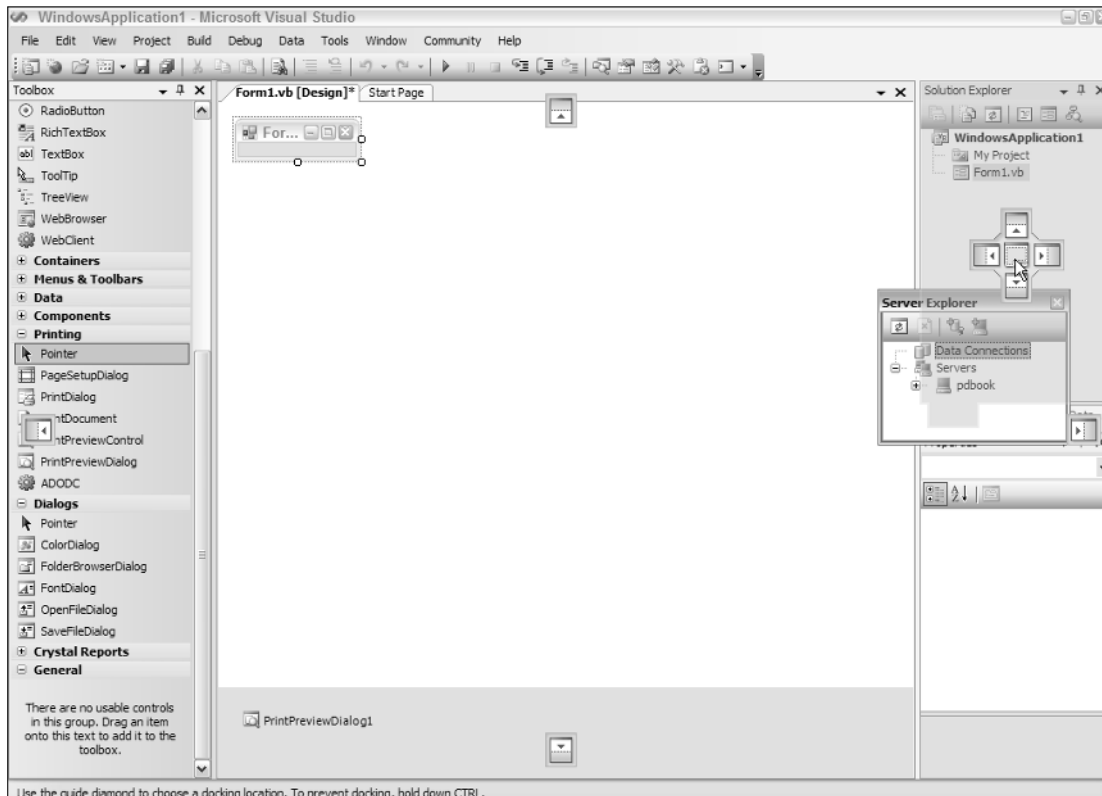 WindowsApplication1 - Microsoft Visual Studio
File Edit View Project Build Debug Data Tools Window Community Help
Toolbox
RadioButton
RichTextBox
abl TextBox
ToolTip
TreeView
WebBrowser
WebClient
Containers
Menus & Toolbars
Data
Components
Printing
Pointer
PageSetupDialog
PrintDialog
ntDocument
ntPreviewControl
PrintPreviewDialog
ADODC
Dialogs
Pointer
ColorDialog
FolderBrowserDialog
FontDialog
OpenFileDialog
SaveFileDialog
Crystal Reports
General
There are no usable controls
in this group. Drag an item
onto this text to add it to the
toolbox.
Form1.vb [Design]* Start Page
For...
PrintPreviewDialog1
Solution Explorer
WindowsApplication1
My Project
Form1.vb
Server Explorer
Data Connections
Servers
pdbook
Use the guide diamond to choose a docking location. To prevent docking, hold down CTRL.